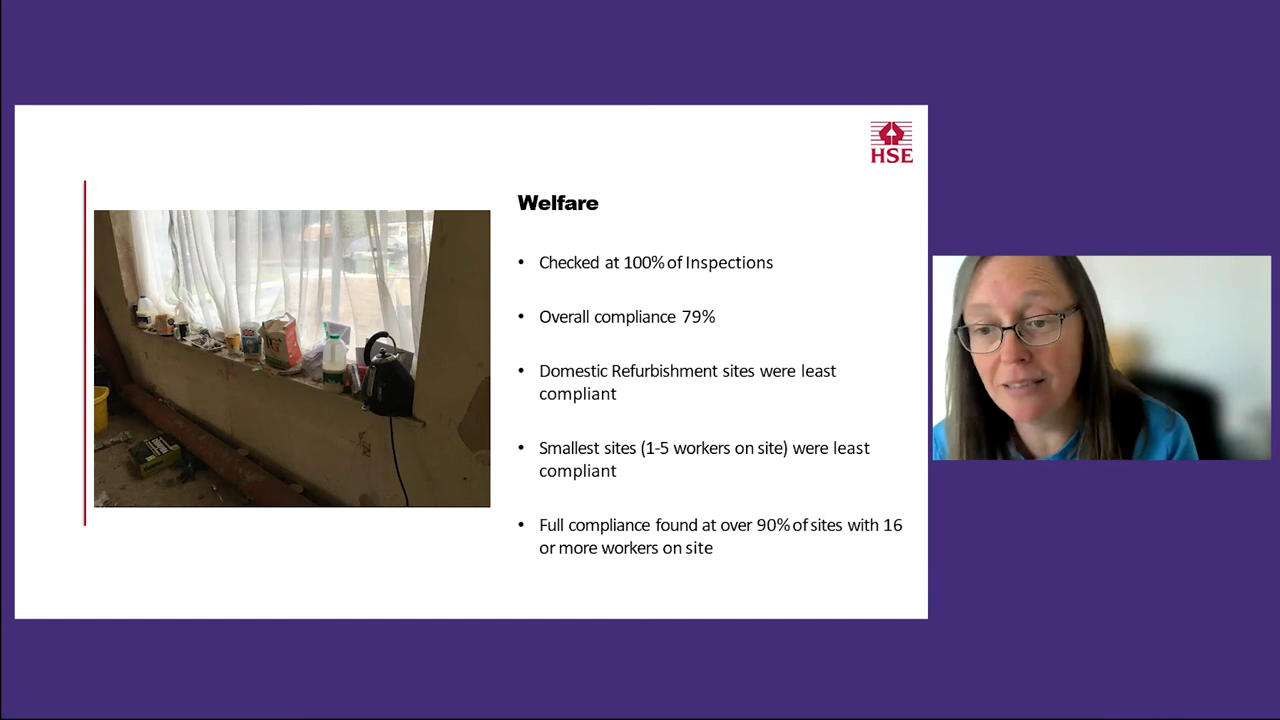 HSE
Welfare
• Checked at 100% of Inspections
• Overall compliance 79%
• Domestic Refurbishment sites were least
compliant
• Smallest sites (1-5 workers on site) were least
compliant
• Full compliance found at over 90% of sites with 16
or more workers on site